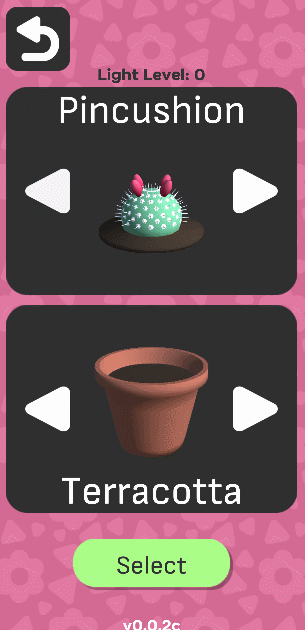 Light Level: 0
Pincushion
Terracotta
Select
v0.0.2c